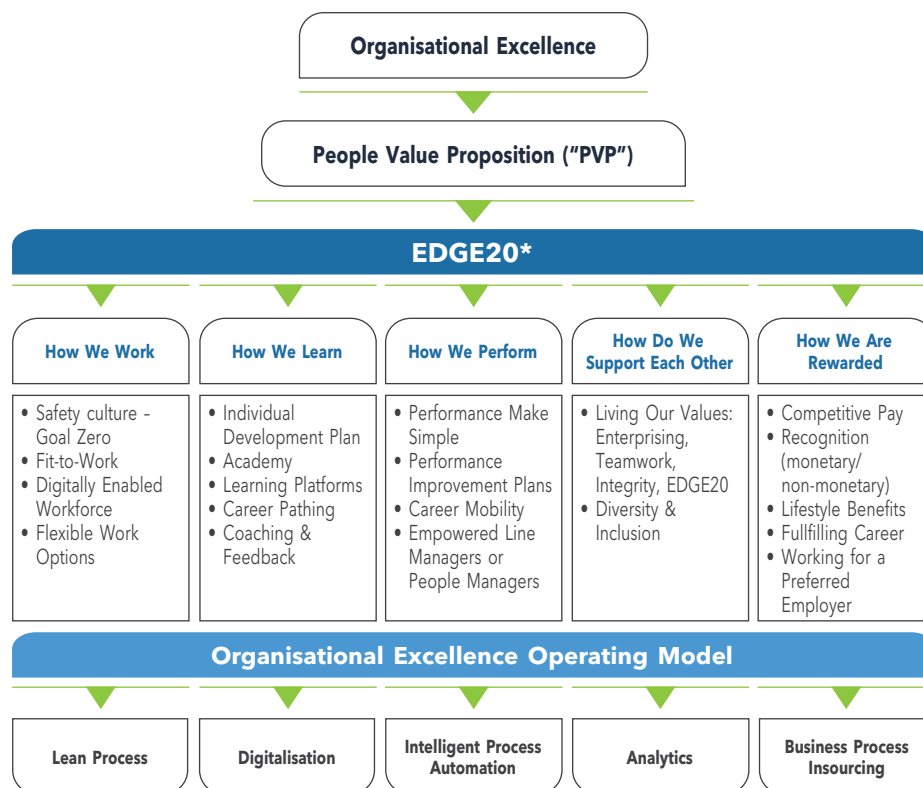 Organisational Excellence
People Value Proposition (“PVP”)
EDGE20*
How We Work
How We Learn
How We Perform
How Do We
Support Each Other
How We Are
Rewarded
• Safety culture –
Goal Zero
• Fit-to-Work
• Digitally Enabled
Workforce
• Flexible Work
Options
• Individual
Development Plan
• Academy
• Learning Platforms
• Career Pathing
• Coaching &
Feedback
• Performance Make
Simple
• Performance
Improvement Plans
• Career Mobility
• Empowered Line
Managers or
People Managers
• Living Our Values:
Enterprising,
Teamwork,
Integrity, EDGE20
• Diversity &
Inclusion
• Competitive Pay
• Recognition
(monetary/
non-monetary)
• Lifestyle Benefits
• Fullfilling Career
• Working for a
Preferred
Employer
Organisational Excellence Operating Model
Lean Process
Digitalisation
Intelligent Process
Automation
Analytics
Business Process
Insourcing